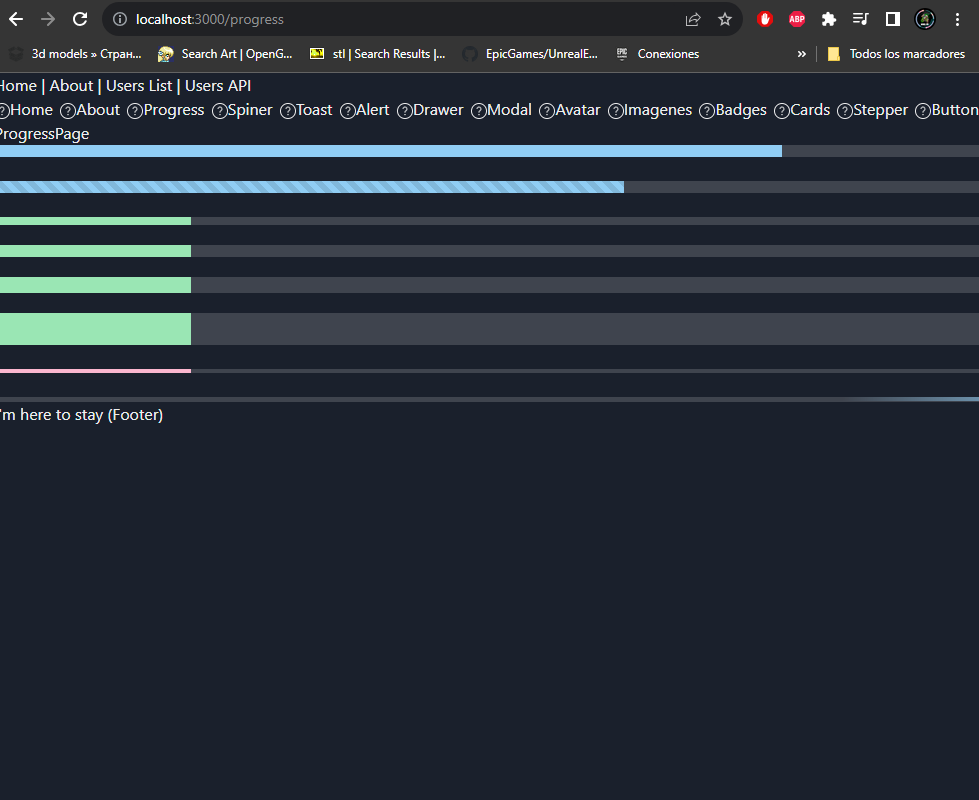 localhost:3000/progress
ABP
3d models » Стран... Search Art | OpenG... stl | Search Results |... EpicGames/UnrealE... EPIC Conexiones » Todos los marcadores
Home | About | Users List | Users API
?Home ?About ?Progress ?Spiner ?Toast ?Alert ?Drawer ?Modal ?Avatar ?Imagenes ?Badges ?Cards ?Stepper ?Button
ProgressPage
'm here to stay (Footer)